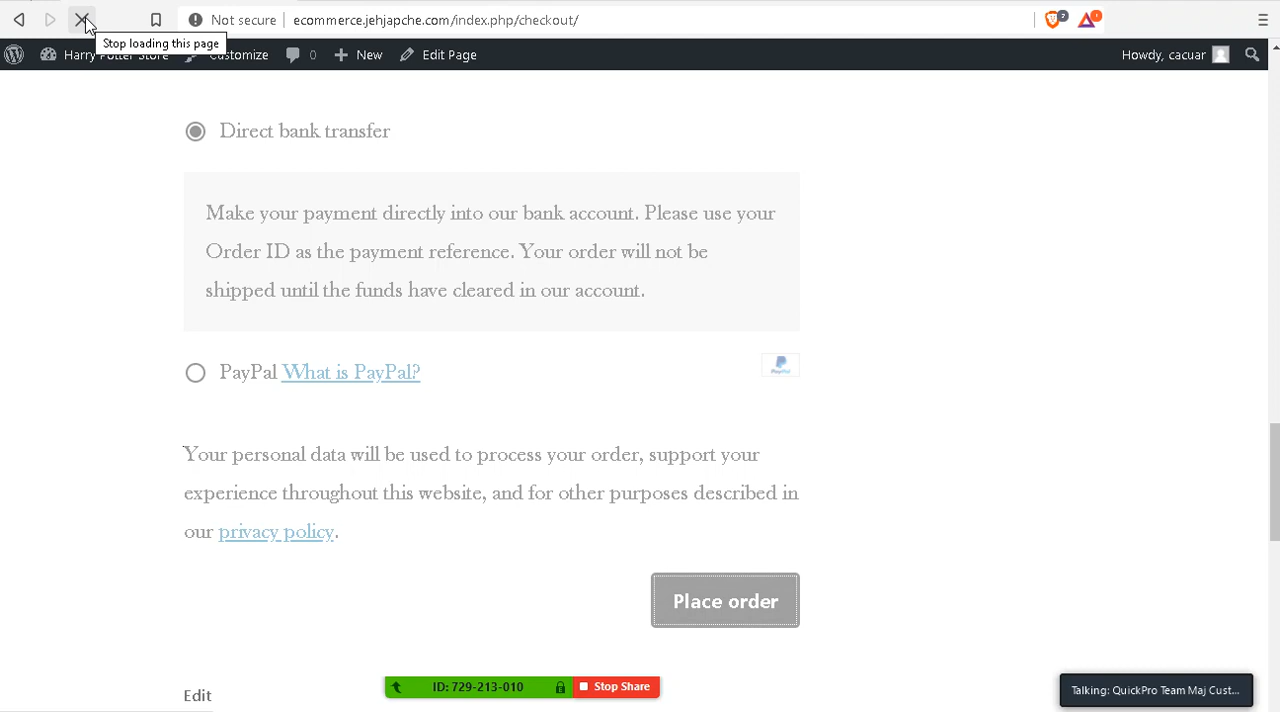 Not secure | ecommerce.jehjapche.com/index.php/checkout/
2
1
Stop loading this page
Harry Potter Store
Customize
0
New
Edit Page
Howdy, cacuar
Direct bank transfer
Make your payment directly into our bank account. Please use your
Order ID as the payment reference. Your order will not be
shipped until the funds have cleared in our account.
PayPal What is PayPal?
PayPal
Your personal data will be used to process your order, support your
experience throughout this website, and for other purposes described in
our privacy policy.
Place order
ID: 729-213-010
Stop Share
Edit
Talking: QuickPro Team Maj Cust...